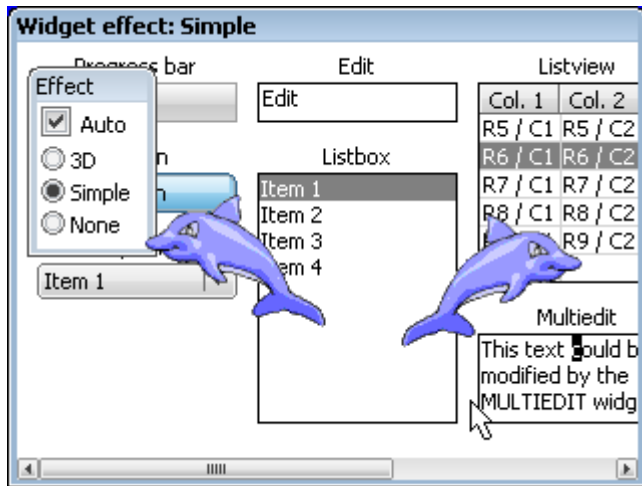 Widget effect: Simple
Progress bar
Edit
Listview
Effect
Auto
3D
Simple
None
Edit
Listbox
Item 1
Item 2
Item 3
Item 4
Item 1
Col. 1 Col. 2
R5 / C1 R5 / C2
R6 / C1 R6 / C2
R7 / C1 R7 / C2
R8 / C1 R8 / C2
R9 / C2
Multiedit
This text could b
modified by the
MULTIEDIT widg